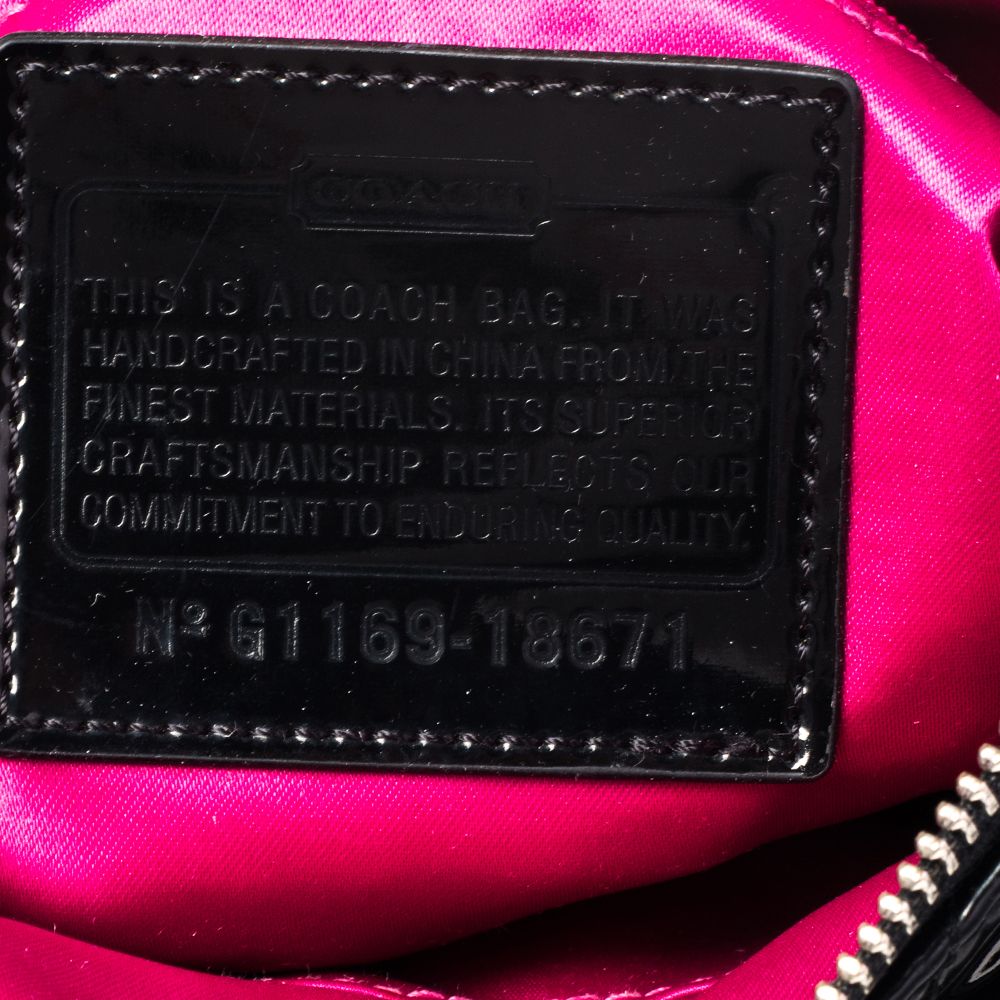 COACH
THIS IS A COACH BAG. IT WAS
HANDCRAFTED IN CHINA FROM THE
FINEST MATERIALS. ITS SUPERIOR
CRAFTSMANSHIP REFLECTS OUR
COMMITMENT TO ENDURING QUALITY.
Nº G1169-18671